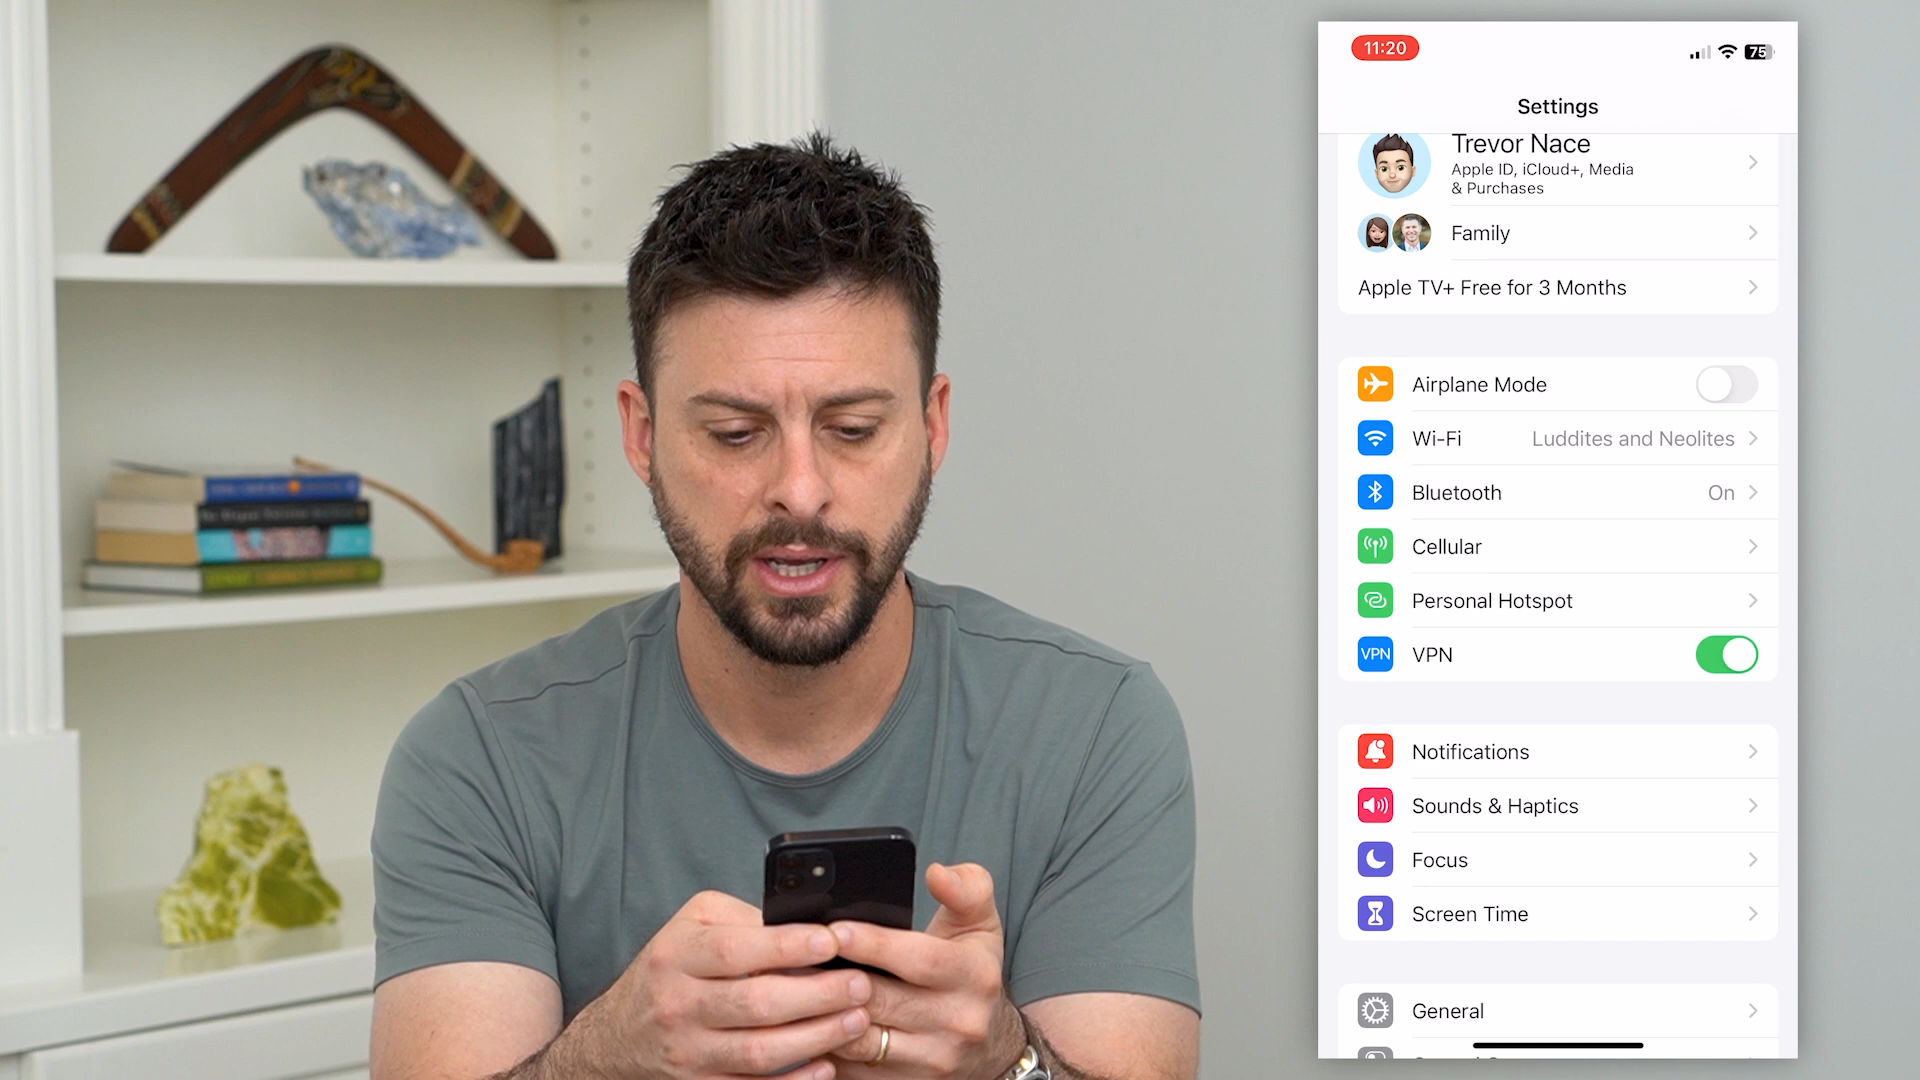 11:20
75
Settings
Trevor Nace
Apple ID, iCloud+, Media
& Purchases
Family
Apple TV+ Free for 3 Months
Airplane Mode
Wi-Fi Luddites and Neolites
Bluetooth On
Cellular
Personal Hotspot
VPN VPN
Notifications
Sounds & Haptics
Focus
Screen Time
General